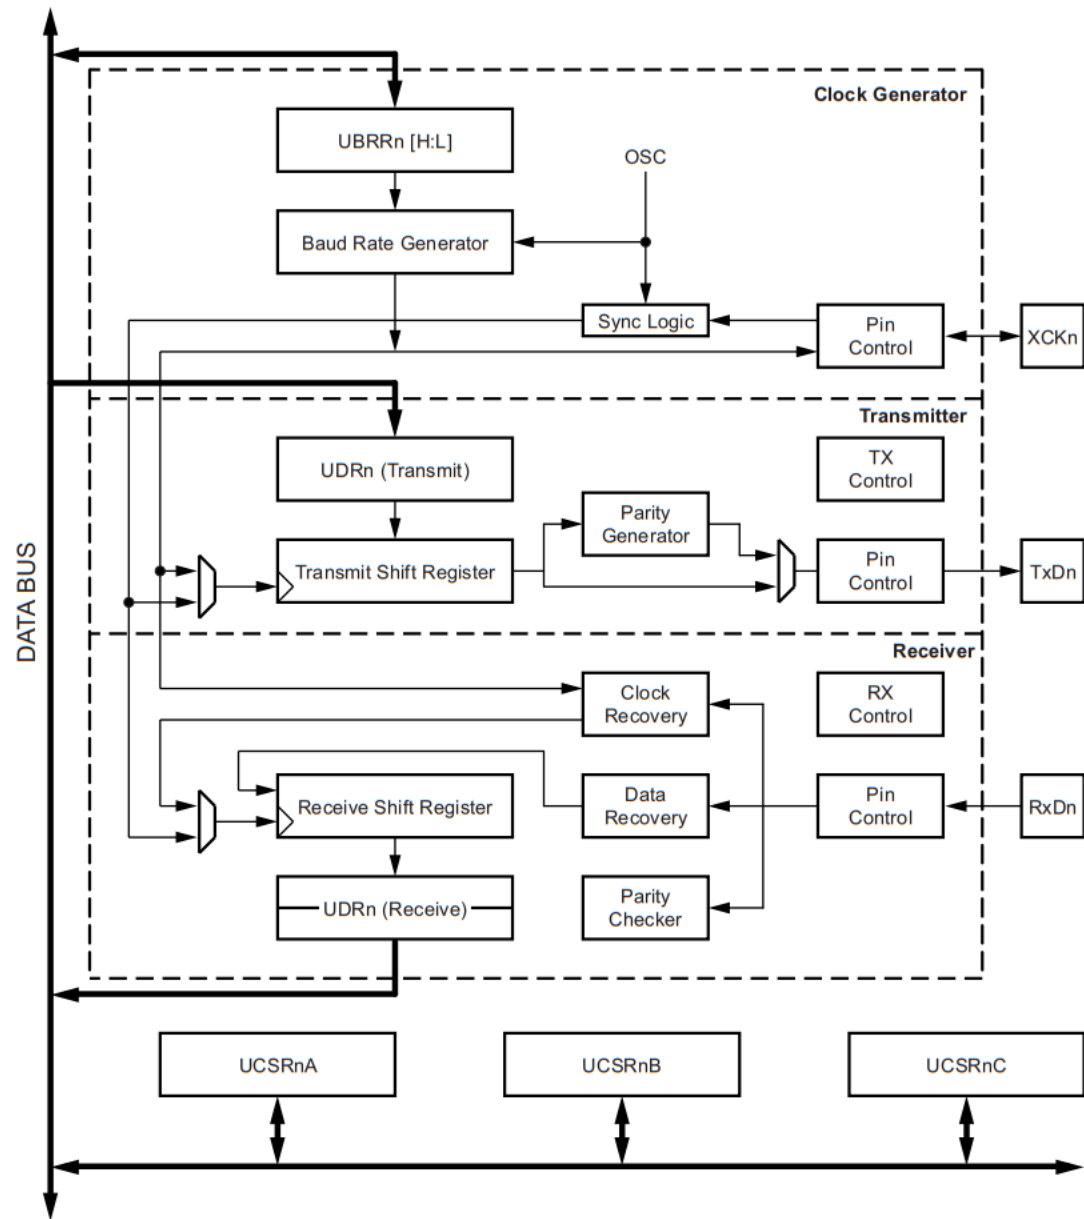 Clock Generator
UBRRn [H:L]
OSC
Baud Rate Generator
Sync Logic
Pin
Control
XCKn
Transmitter
UDRn (Transmit)
TX
Control
Parity
Generator
Transmit Shift Register
Pin
Control
TxDn
DATA BUS
Receiver
Clock
Recovery
RX
Control
Receive Shift Register
Data
Recovery
Pin
Control
RxDn
UDRn (Receive)
Parity
Checker
UCSRnA
UCSRnB
UCSRnC